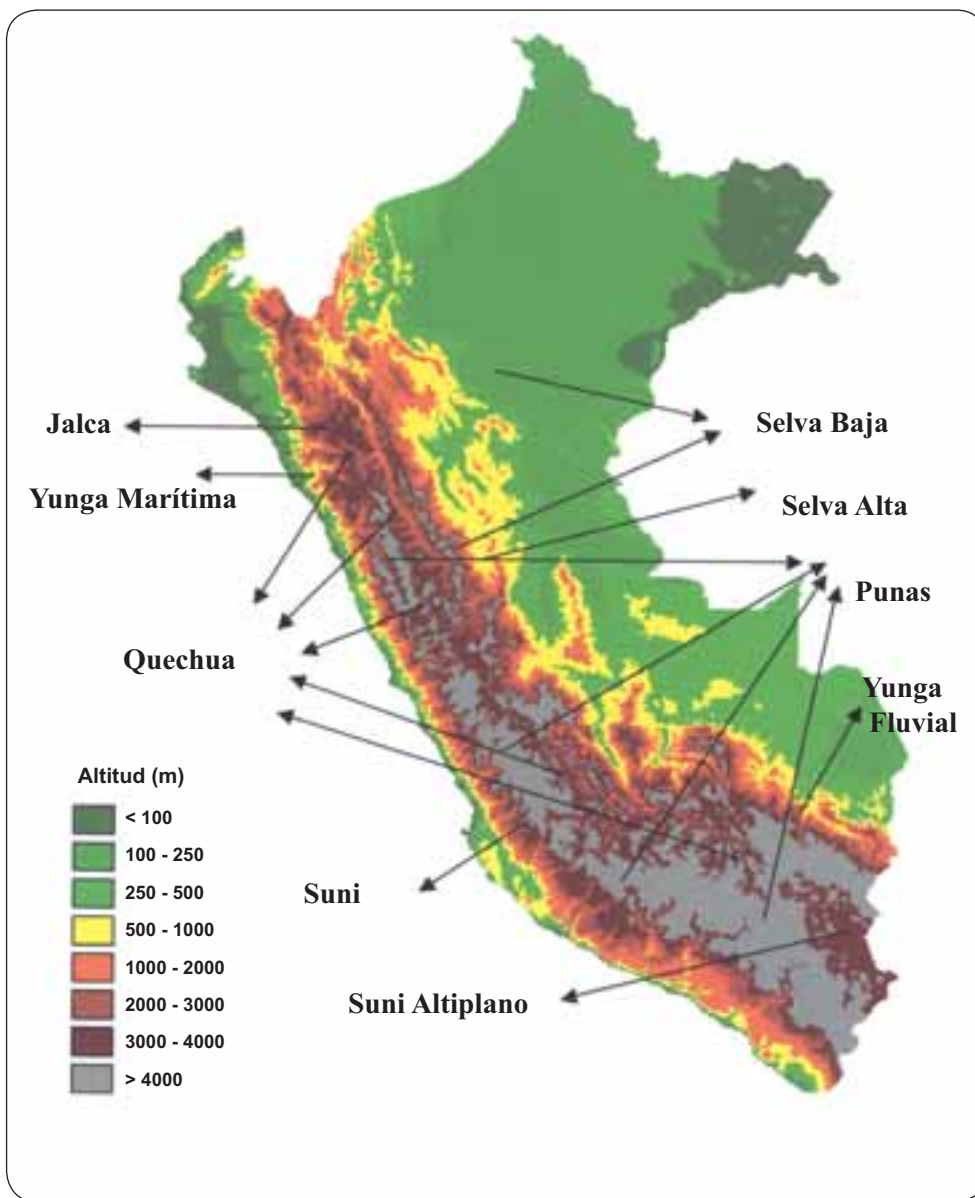 Jalca
Selva Baja
Yunga Marítima
Selva Alta
Punas
Quechua
Yunga
Fluvial
Altitud (m)
< 100
100 - 250
250 - 500
500 - 1000
1000 - 2000
2000 - 3000
3000 - 4000
> 4000
Suni
Suni Altiplano